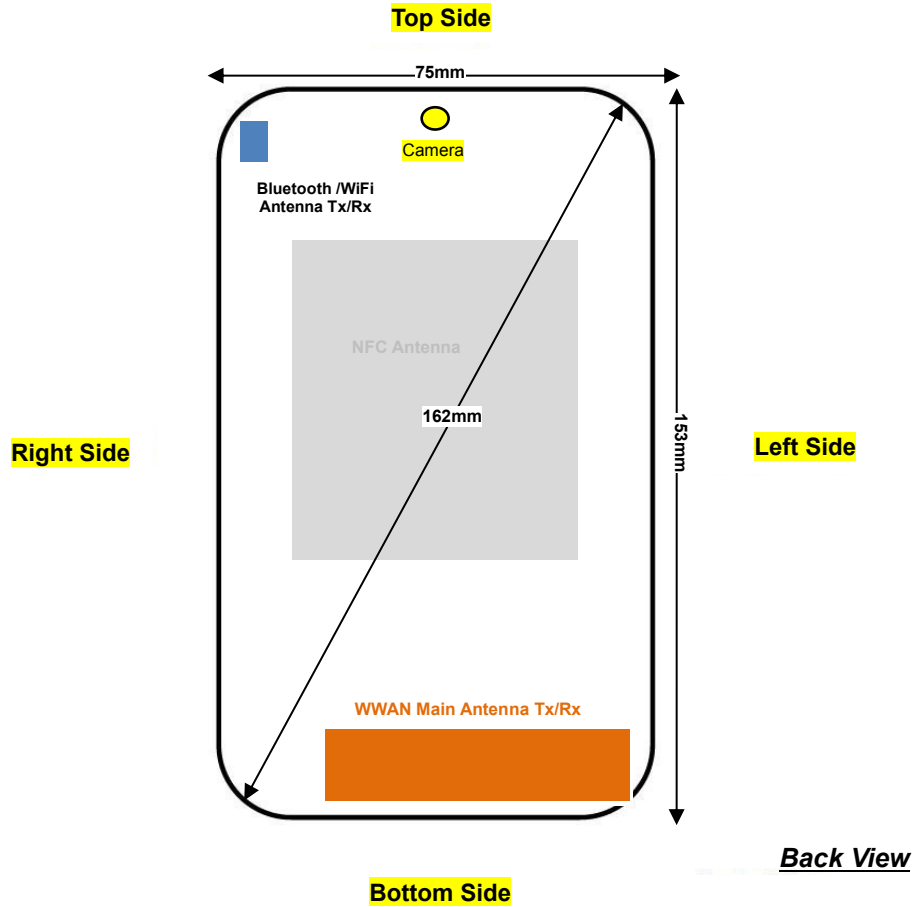 Top Side
75mm
Camera
Bluetooth /WiFi
Antenna Tx/Rx
NFC Antenna
162mm
153mm
Right Side
Left Side
WWAN Main Antenna Tx/Rx
Back View
Bottom Side